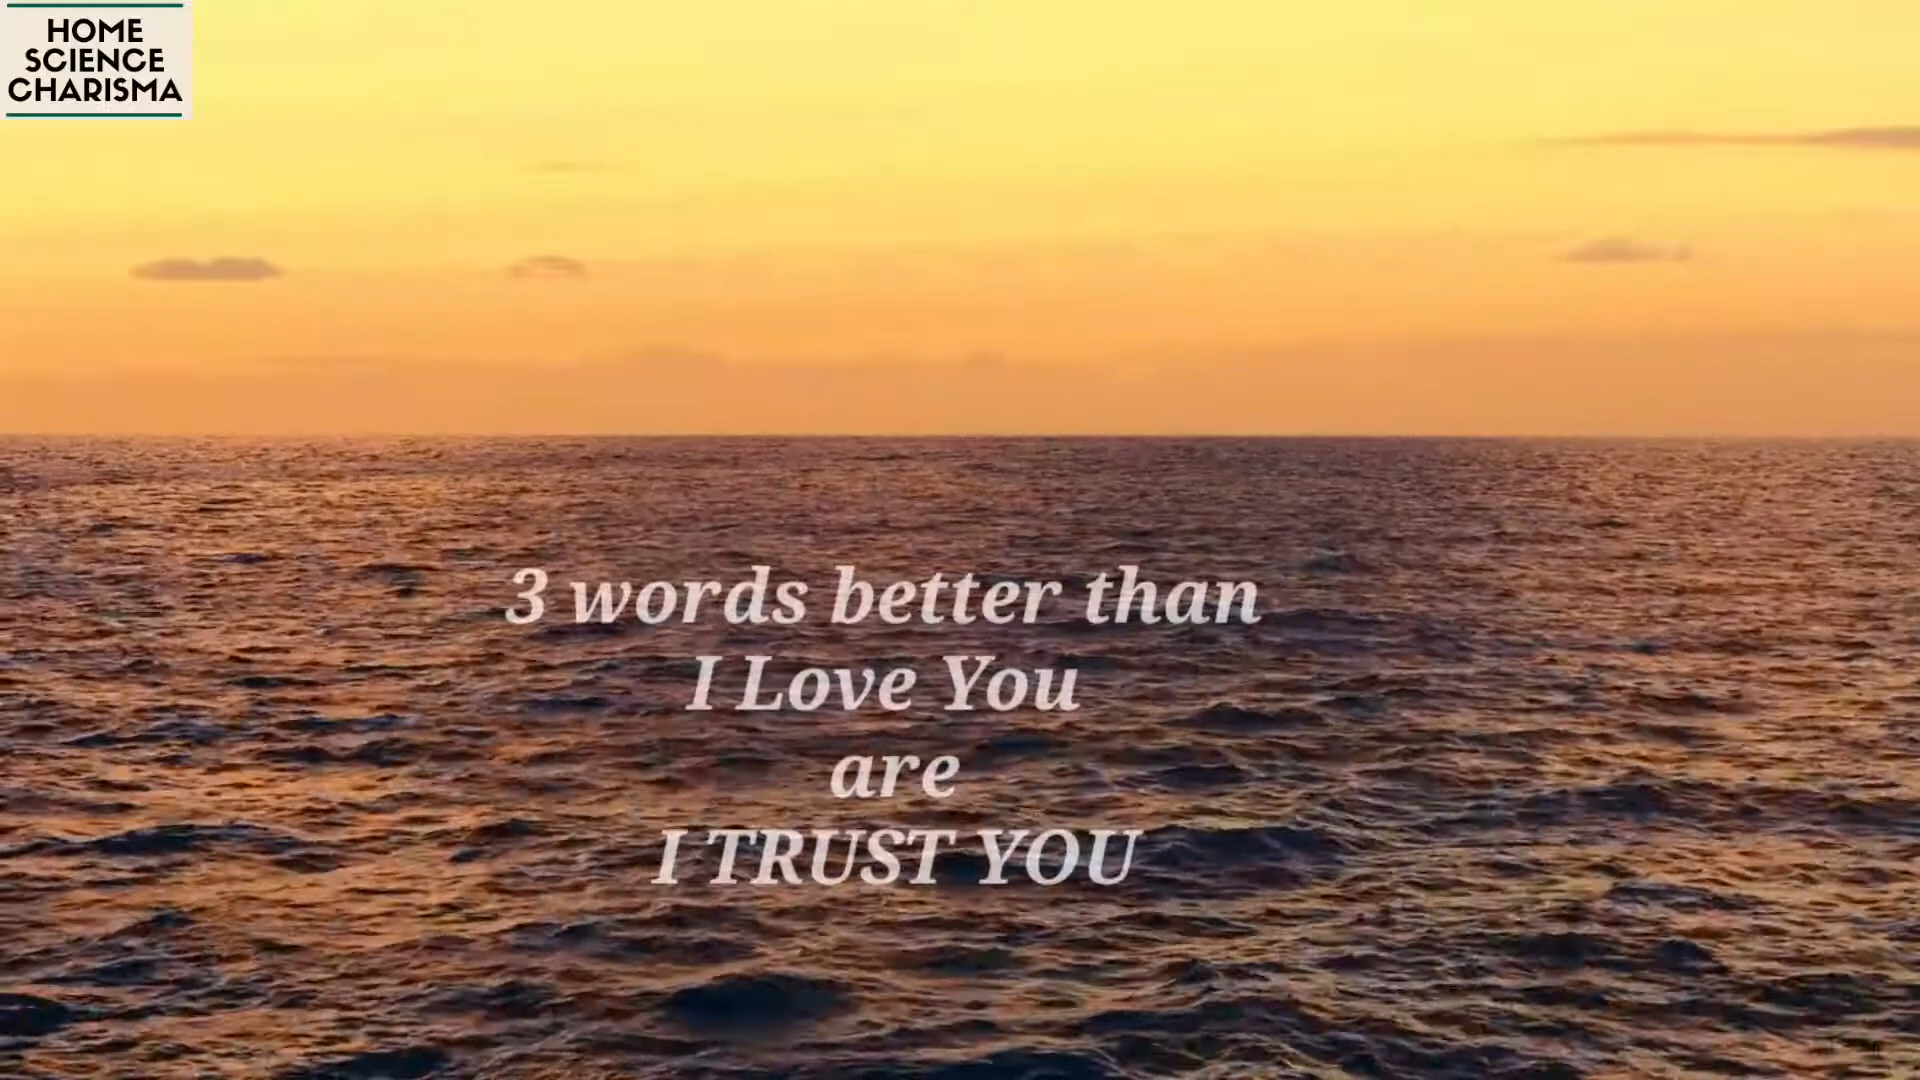 HOME
SCIENCE
CHARISMA
3 words better than
I Love You
are
I TRUST YOU